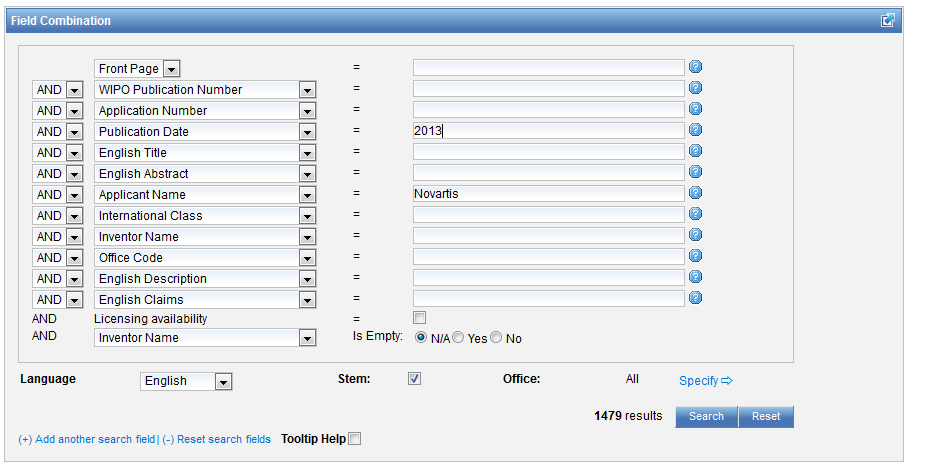 Field Combination
Front Page =
AND WIPO Publication Number = ?
AND Application Number = ?
AND Publication Date = 2013 ?
AND English Title = ?
AND English Abstract = ?
AND Applicant Name = Novartis ?
AND International Class = ?
AND Inventor Name = ?
AND Office Code = ?
AND English Description = ?
AND English Claims = ?
AND Licensing availability =
AND Inventor Name Is Empty: N/A Yes No
Language English Stem: Office: All Specify
1479 results Search Reset
(+) Add another search field| (-) Reset search fields Tooltip Help